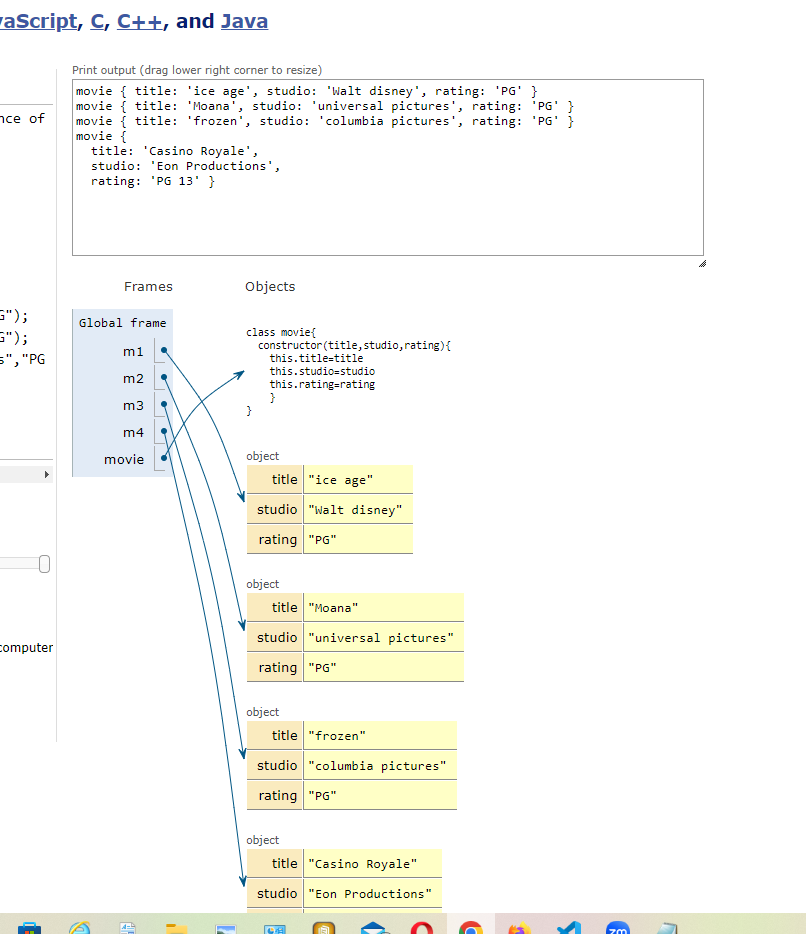 vaScript, C, C++, and Java
Print output (drag lower right corner to resize)
movie { title: 'ice age', studio: 'Walt disney', rating: 'PG' }
movie { title: 'Moana', studio: 'universal pictures', rating: 'PG' }
movie { title: 'frozen', studio: 'columbia pictures', rating: 'PG' }
movie {
  title: 'Casino Royale',
  studio: 'Eon Productions',
  rating: 'PG 13' }
nce of
G");
G");
s","PG
computer
Frames
Objects
Global frame
m1
m2
m3
m4
movie
class movie{
  constructor(title,studio,rating){
    this.title=title
    this.studio=studio
    this.rating=rating
    }
}
object
title "ice age"
studio "Walt disney"
rating "PG"
object
title "Moana"
studio "universal pictures"
rating "PG"
object
title "frozen"
studio "columbia pictures"
rating "PG"
object
title "Casino Royale"
studio "Eon Productions"
zm